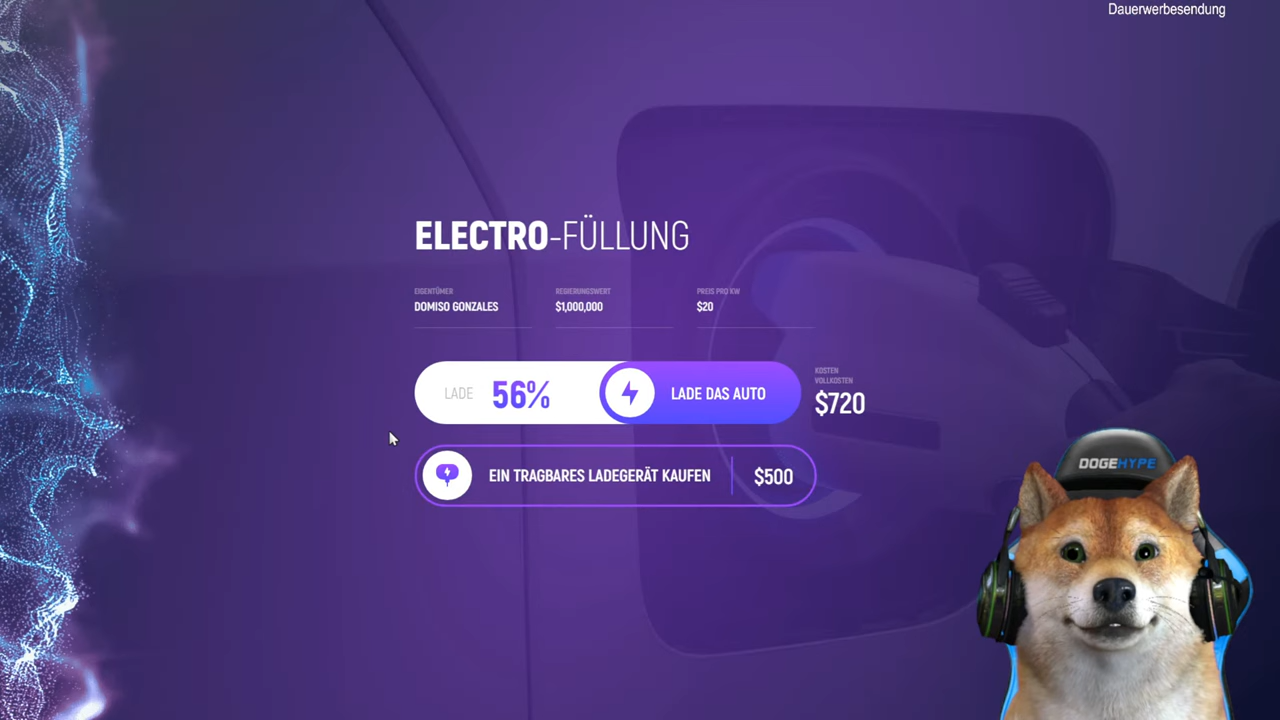 Dauerwerbesendung
ELECTRO-FÜLLUNG
EIGENTÜMER
REGIERUNGSWERT
PREIS PRO KW
DOMISO GONZALES
$1,000,000
$20
LADE 56%
LADE DAS AUTO
KOSTEN
VOLLKOSTEN
$720
EIN TRAGBARES LADEGERÄT KAUFEN
$500
DOGEHYPE